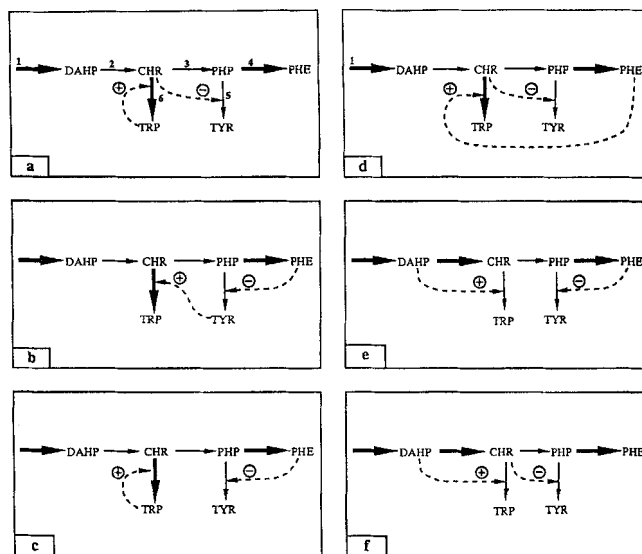 1 DAHP 2 CHR 3 PHP 4 PHE
⊕ 6 ⊖ 5
TRP TYR
a
1 DAHP CHR PHP PHE
⊕ ⊖
TRP TYR
d
DAHP CHR PHP PHE
⊕ ⊖
TRP TYR
b
DAHP CHR PHP PHE
⊕ ⊖
TRP TYR
e
DAHP CHR PHP PHE
⊕ ⊖
TRP TYR
c
DAHP CHR PHP PHE
⊕ ⊖
TRP TYR
f